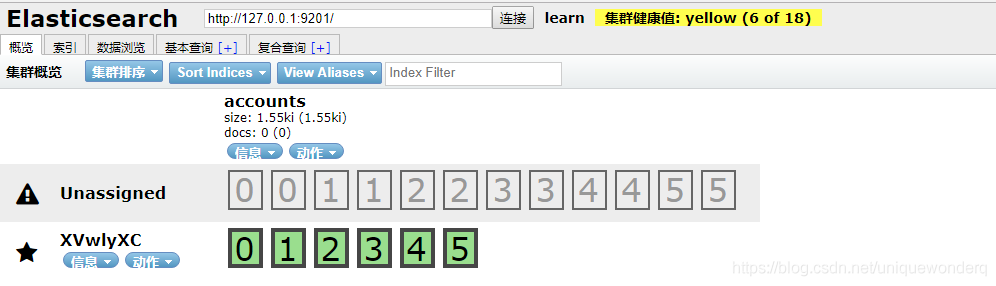 Elasticsearch http://127.0.0.1:9201/ 连接 learn 集群健康值: yellow (6 of 18)
概览 索引 数据浏览 基本查询 [+] 复合查询 [+]
集群概览 集群排序 Sort Indices View Aliases Index Filter
accounts
size: 1.55ki (1.55ki)
docs: 0 (0)
信息 动作
Unassigned 0 0 1 1 2 2 3 3 4 4 5 5
XVwlyXC 0 1 2 3 4 5
信息 动作
https://blog.csdn.net/uniquewonderq